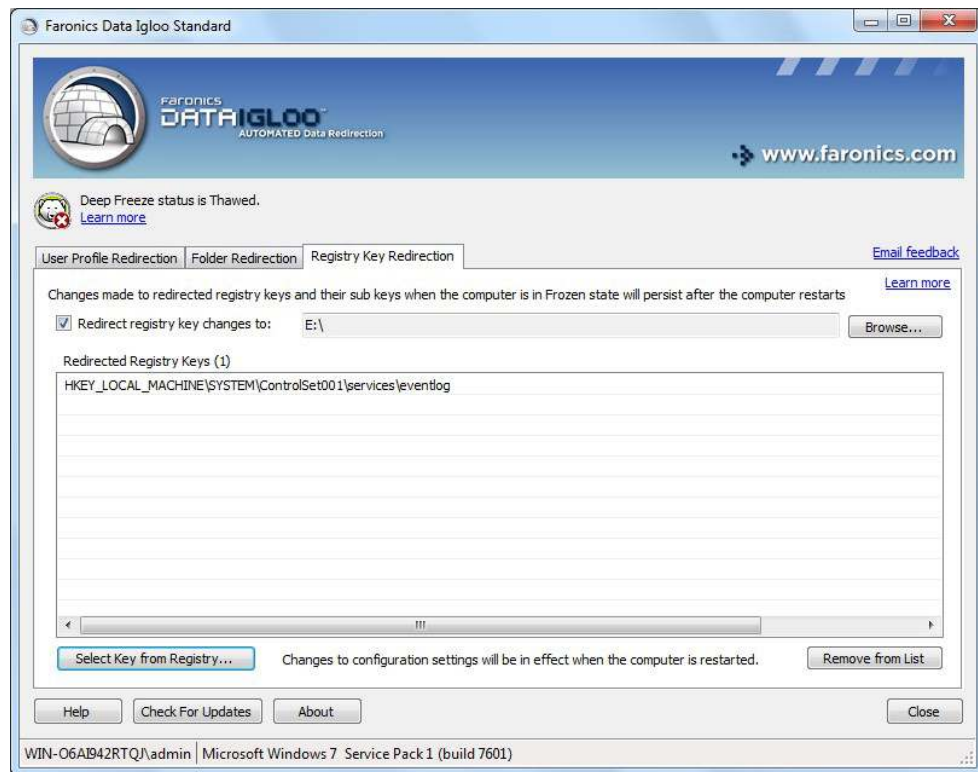 Faronics Data Igloo Standard
FARONICS
DATAIGLOO™
AUTOMATED Data Redirection
www.faronics.com
Deep Freeze status is Thawed.
Learn more
User Profile Redirection Folder Redirection Registry Key Redirection Email feedback
Learn more
Changes made to redirected registry keys and their sub keys when the computer is in Frozen state will persist after the computer restarts
Redirect registry key changes to: E:\ Browse...
Redirected Registry Keys (1)
HKEY_LOCAL_MACHINE\SYSTEM\ControlSet001\services\eventlog
Select Key from Registry... Changes to configuration settings will be in effect when the computer is restarted. Remove from List
Help Check For Updates About Close
WIN-O6AI942RTQJ\admin Microsoft Windows 7 Service Pack 1 (build 7601)